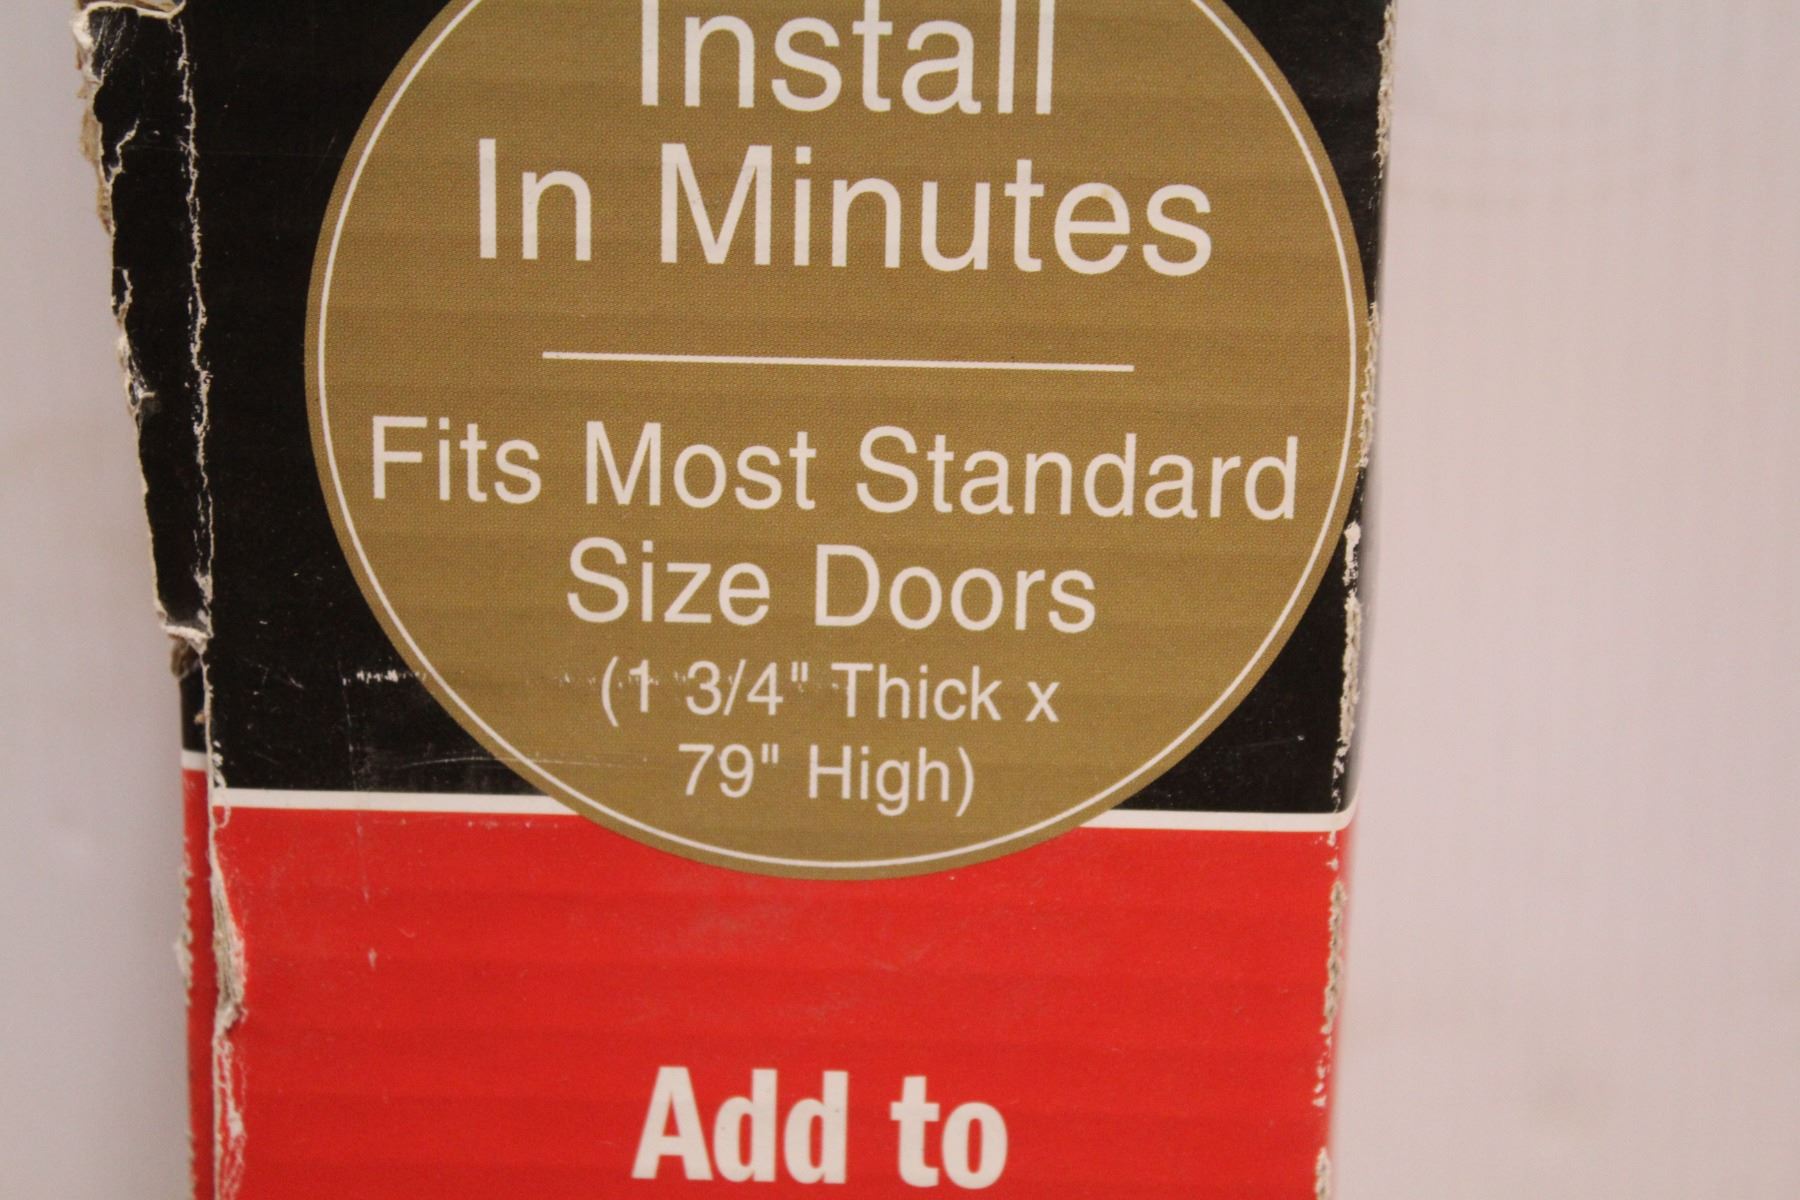 Install
In Minutes
Fits Most Standard
Size Doors
(1 3/4" Thick x
79" High)
Add to